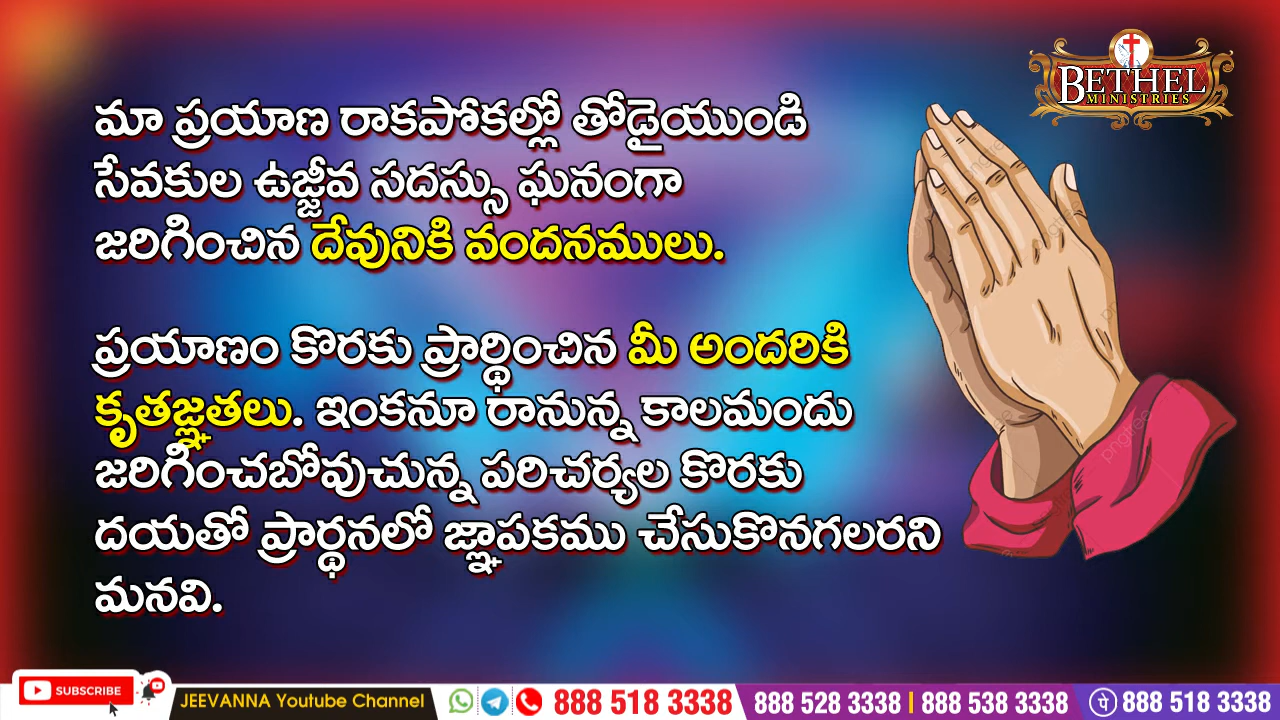 BETHEL
MINISTRIES
మా ప్రయాణ రాకపోకల్లో తోడైయుండి
సేవకుల ఉజ్జీవ సదస్సు ఘనంగా
జరిగించిన దేవునికి వందనములు.
ప్రయాణం కొరకు ప్రార్థించిన మీ అందరికి
కృతజ్ఞతలు. ఇంకనూ రానున్న కాలమందు
జరిగించబోవుచున్న పరిచర్యల కొరకు
దయతో ప్రార్థనలో జ్ఞాపకము చేసుకొనగలరని
మనవి.
SUBSCRIBE
JEEVANNA Youtube Channel
888 518 3338
888 528 3338 | 888 538 3338
पे 888 518 3338
pngtree